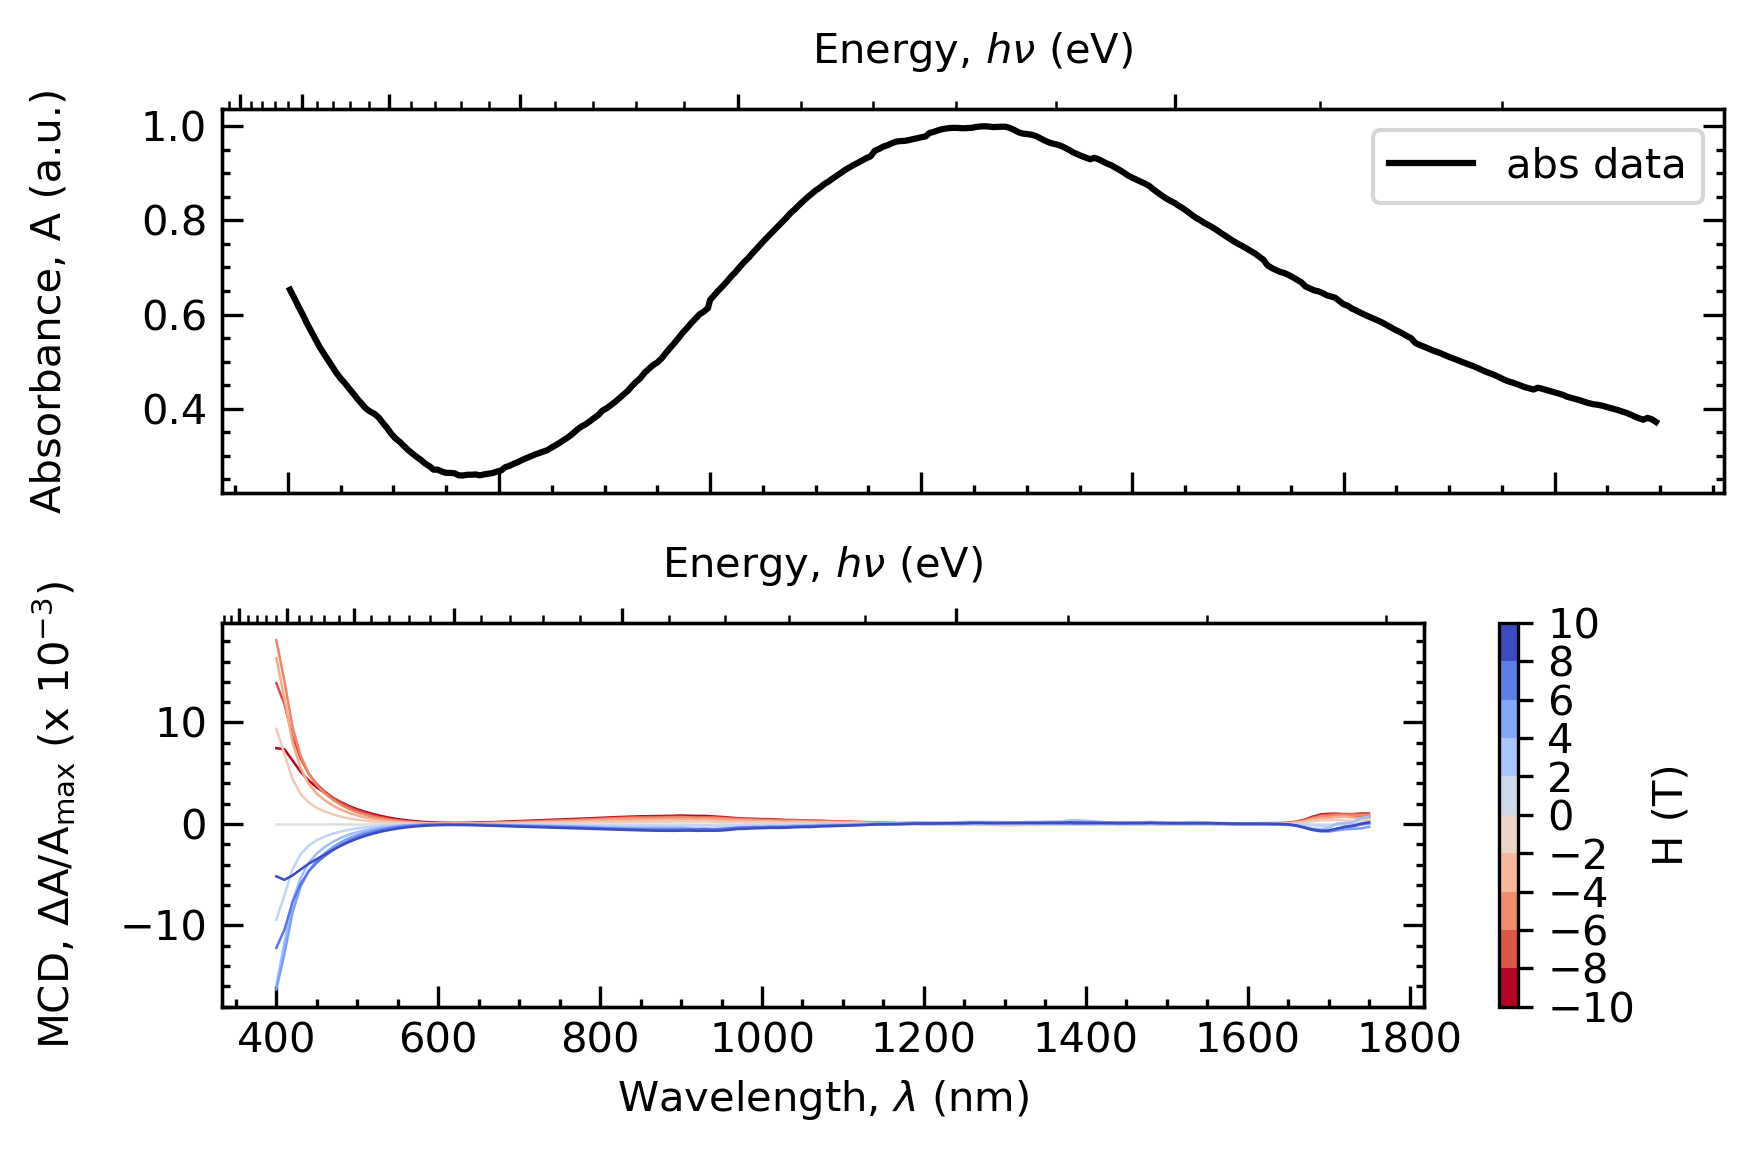 Energy, hν (eV)
Absorbance, A (a.u.)
1.0
0.8
0.6
0.4
abs data
Energy, hν (eV)
MCD, ΔA/A_max (x 10⁻³)
10
0
−10
400 600 800 1000 1200 1400 1600 1800
Wavelength, λ (nm)
10
8
6
4
2
0
−2
−4
−6
−8
−10
H (T)